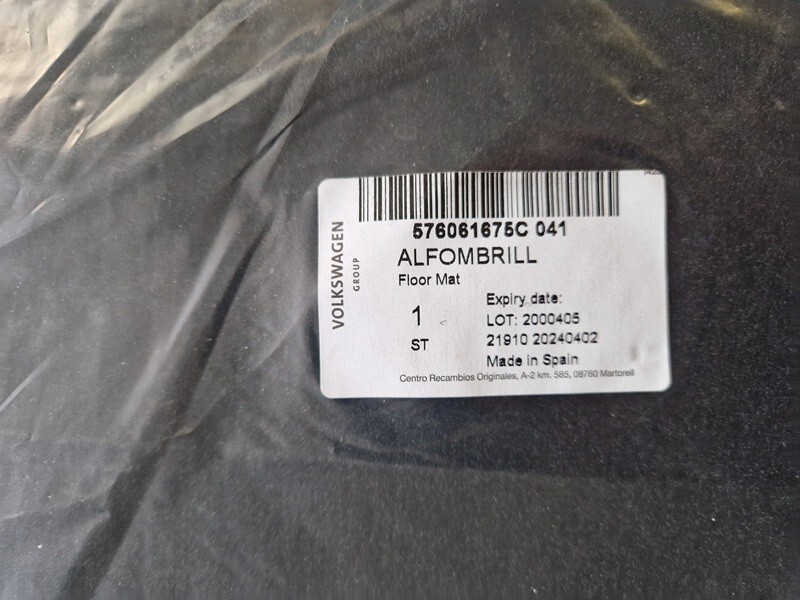 VOLKSWAGEN
GROUP
576061675C 041
ALFOMBRILL
Floor Mat
1
ST
Expiry date:
LOT: 2000405
21910 20240402
Made in Spain
Centro Recambios Originales, A-2 km. 585, 08760 Martorell